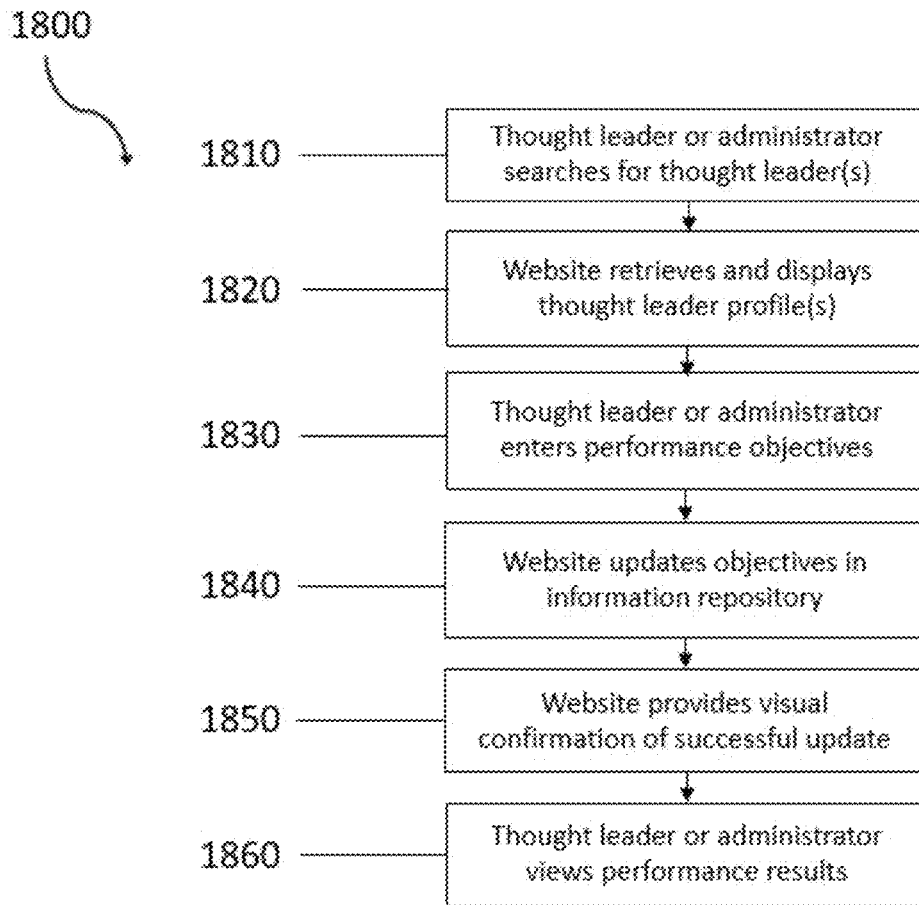 1800
1810
Thought leader or administrator
searches for thought leader(s)
1820
Website retrieves and displays
thought leader profile(s)
1830
Thought leader or administrator
enters performance objectives
1840
Website updates objectives in
information repository
1850
Website provides visual
confirmation of successful update
1860
Thought leader or administrator
views performance results